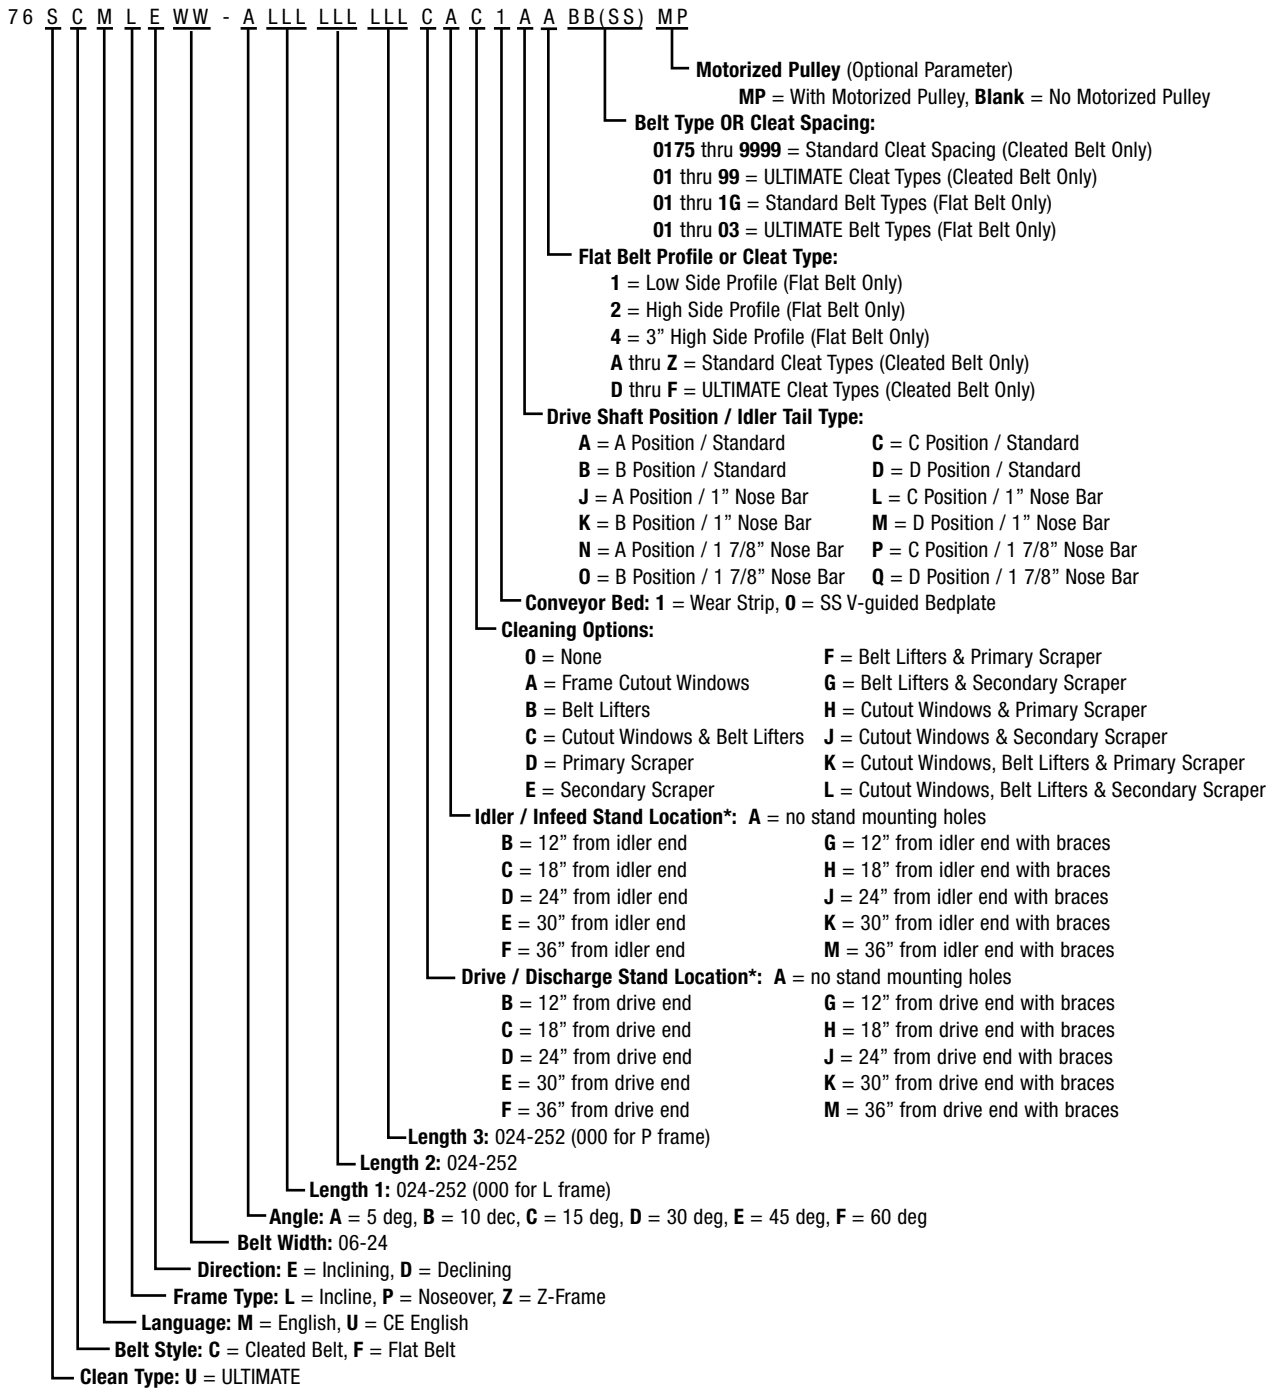 76 S C M L E WW - A LLL LLL LLL C A C 1 A A BB(SS) MP
Motorized Pulley (Optional Parameter)
MP = With Motorized Pulley, Blank = No Motorized Pulley
Belt Type OR Cleat Spacing:
0175 thru 9999 = Standard Cleat Spacing (Cleated Belt Only)
01 thru 99 = ULTIMATE Cleat Types (Cleated Belt Only)
01 thru 1G = Standard Belt Types (Flat Belt Only)
01 thru 03 = ULTIMATE Belt Types (Flat Belt Only)
Flat Belt Profile or Cleat Type:
1 = Low Side Profile (Flat Belt Only)
2 = High Side Profile (Flat Belt Only)
4 = 3” High Side Profile (Flat Belt Only)
A thru Z = Standard Cleat Types (Cleated Belt Only)
D thru F = ULTIMATE Cleat Types (Cleated Belt Only)
Drive Shaft Position / Idler Tail Type:
A = A Position / Standard C = C Position / Standard
B = B Position / Standard D = D Position / Standard
J = A Position / 1” Nose Bar L = C Position / 1” Nose Bar
K = B Position / 1” Nose Bar M = D Position / 1” Nose Bar
N = A Position / 1 7/8” Nose Bar P = C Position / 1 7/8” Nose Bar
O = B Position / 1 7/8” Nose Bar Q = D Position / 1 7/8” Nose Bar
Conveyor Bed: 1 = Wear Strip, 0 = SS V-guided Bedplate
Cleaning Options:
0 = None F = Belt Lifters & Primary Scraper
A = Frame Cutout Windows G = Belt Lifters & Secondary Scraper
B = Belt Lifters H = Cutout Windows & Primary Scraper
C = Cutout Windows & Belt Lifters J = Cutout Windows & Secondary Scraper
D = Primary Scraper K = Cutout Windows, Belt Lifters & Primary Scraper
E = Secondary Scraper L = Cutout Windows, Belt Lifters & Secondary Scraper
Idler / Infeed Stand Location*: A = no stand mounting holes
B = 12” from idler end G = 12” from idler end with braces
C = 18” from idler end H = 18” from idler end with braces
D = 24” from idler end J = 24” from idler end with braces
E = 30” from idler end K = 30” from idler end with braces
F = 36” from idler end M = 36” from idler end with braces
Drive / Discharge Stand Location*: A = no stand mounting holes
B = 12” from drive end G = 12” from drive end with braces
C = 18” from drive end H = 18” from drive end with braces
D = 24” from drive end J = 24” from drive end with braces
E = 30” from drive end K = 30” from drive end with braces
F = 36” from drive end M = 36” from drive end with braces
Length 3: 024-252 (000 for P frame)
Length 2: 024-252
Length 1: 024-252 (000 for L frame)
Angle: A = 5 deg, B = 10 dec, C = 15 deg, D = 30 deg, E = 45 deg, F = 60 deg
Belt Width: 06-24
Direction: E = Inclining, D = Declining
Frame Type: L = Incline, P = Noseover, Z = Z-Frame
Language: M = English, U = CE English
Belt Style: C = Cleated Belt, F = Flat Belt
Clean Type: U = ULTIMATE